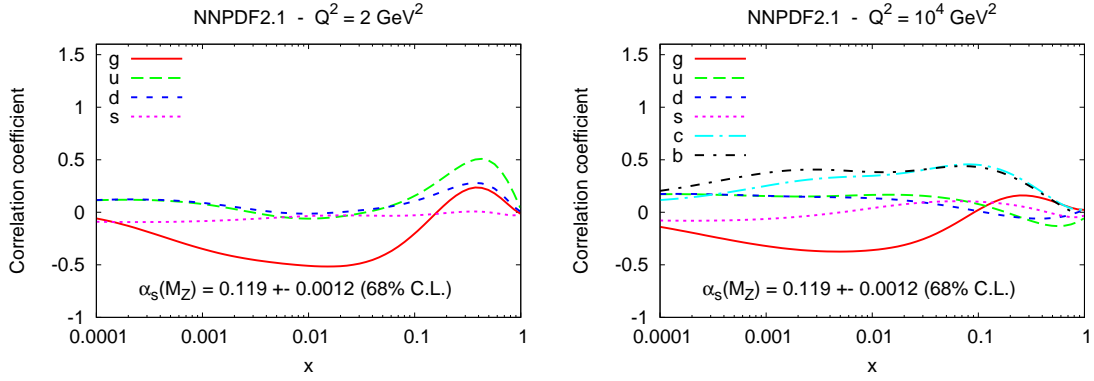 NNPDF2.1 - Q² = 2 GeV²
Correlation coefficient
1.5
1
0.5
0
-0.5
-1
g
u
d
s
αs(MZ) = 0.119 +- 0.0012 (68% C.L.)
0.0001 0.001 0.01 0.1 1
x
NNPDF2.1 - Q² = 10⁴ GeV²
Correlation coefficient
1.5
1
0.5
0
-0.5
-1
g
u
d
s
c
b
αs(MZ) = 0.119 +- 0.0012 (68% C.L.)
0.0001 0.001 0.01 0.1 1
x